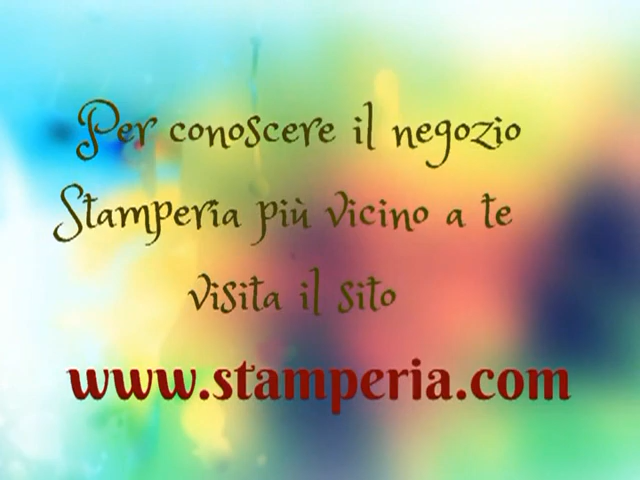 Per conoscere il negozio
Stamperia più vicino a te
visita il sito
www.stamperia.com